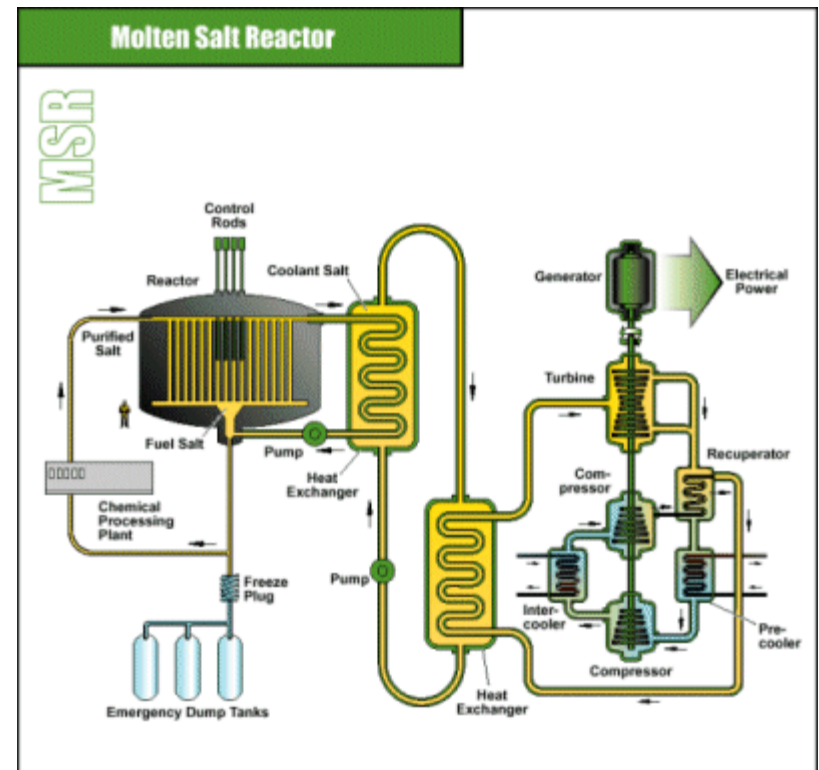 Molten Salt Reactor
MSR
Control
Rods
Reactor
Coolant Salt
Generator
Electrical
Power
Purified
Salt
Turbine
Fuel Salt
Pump
Heat
Exchanger
Recuperator
Com-
pressor
Chemical
Processing
Plant
Freeze
Plug
Pump
Inter-
cooler
Pre-
cooler
Compressor
Heat
Exchanger
Emergency Dump Tanks